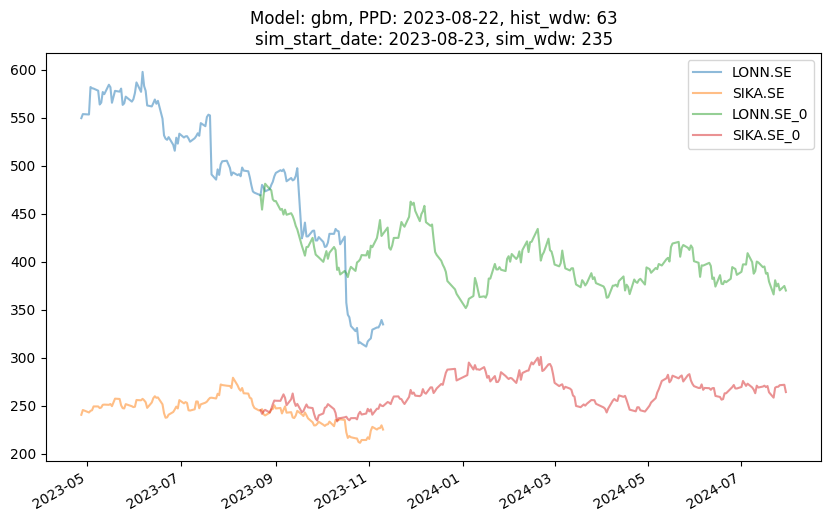 Model: gbm, PPD: 2023-08-22, hist_wdw: 63
sim_start_date: 2023-08-23, sim_wdw: 235
LONN.SE
SIKA.SE
LONN.SE_0
SIKA.SE_0
600
550
500
450
400
350
300
250
200
2023-05
2023-07
2023-09
2023-11
2024-01
2024-03
2024-05
2024-07